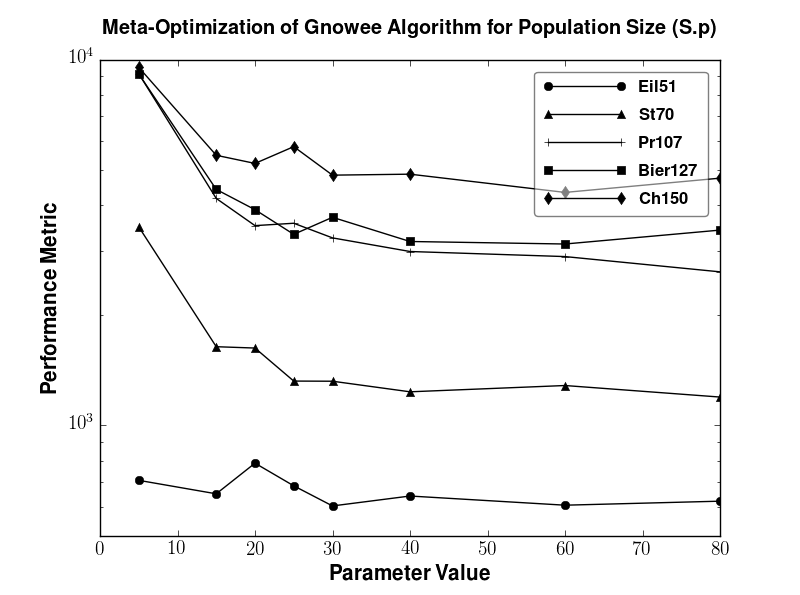 Meta-Optimization of Gnowee Algorithm for Population Size (S.p)
10^4
10^3
Performance Metric
Eil51
St70
Pr107
Bier127
Ch150
0 10 20 30 40 50 60 70 80
Parameter Value